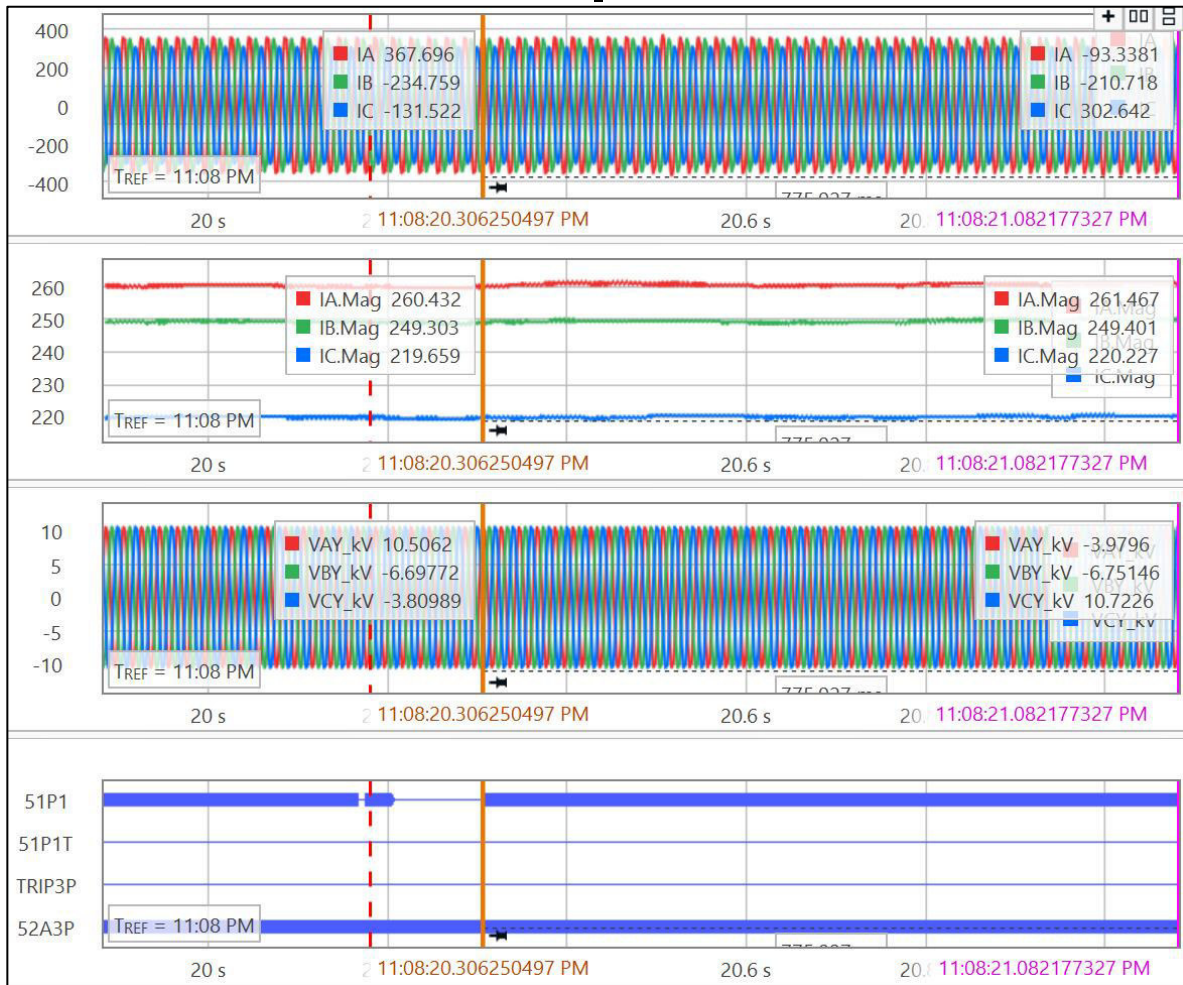 400
200
0
-200
-400
IA 367.696
IB -234.759
IC -131.522
IA -93.3381
IB -210.718
IC 302.642
TREF = 11:08 PM
20 s
11:08:20.306250497 PM
20.6 s
20.
11:08:21.082177327 PM
260
250
240
230
220
IA.Mag 260.432
IB.Mag 249.303
IC.Mag 219.659
IA.Mag 261.467
IB.Mag 249.401
IC.Mag 220.227
IC.Mag
TREF = 11:08 PM
20 s
11:08:20.306250497 PM
20.6 s
20.
11:08:21.082177327 PM
10
5
0
-5
-10
VAY_kV 10.5062
VBY_kV -6.69772
VCY_kV -3.80989
VAY_kV -3.9796
VBY_kV -6.75146
VCY_kV 10.7226
VCY_kV
TREF = 11:08 PM
20 s
11:08:20.306250497 PM
20.6 s
20.
11:08:21.082177327 PM
51P1
51P1T
TRIP3P
52A3P
TREF = 11:08 PM
20 s
11:08:20.306250497 PM
20.6 s
20.
11:08:21.082177327 PM